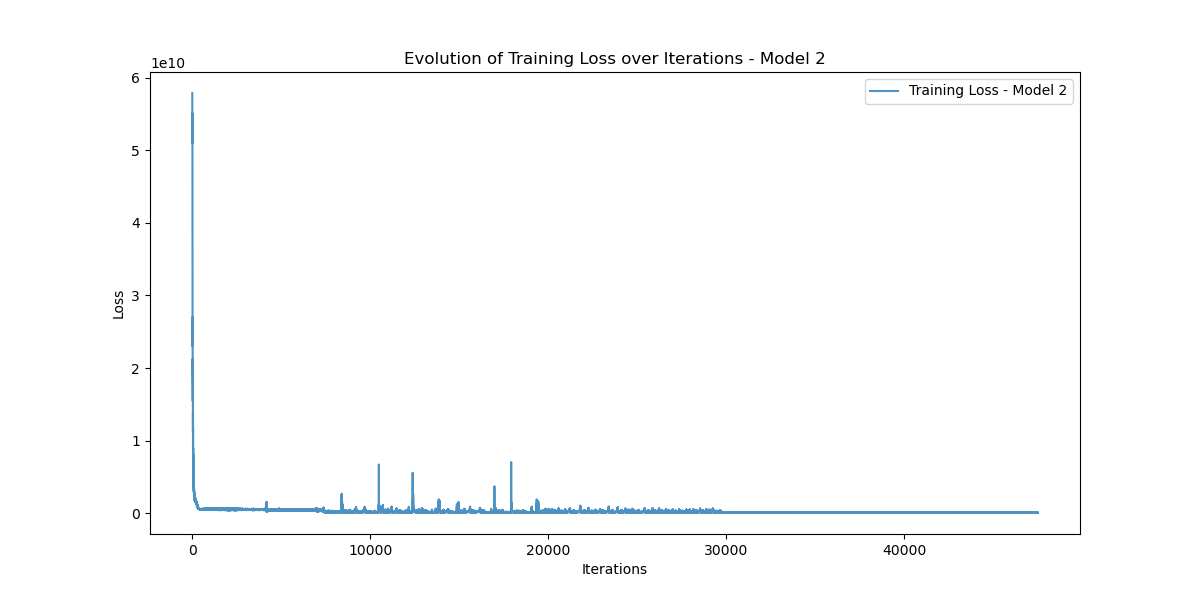 Evolution of Training Loss over Iterations - Model 2
1e10
Training Loss - Model 2
6
5
4
3
2
1
0
Loss
0 10000 20000 30000 40000
Iterations